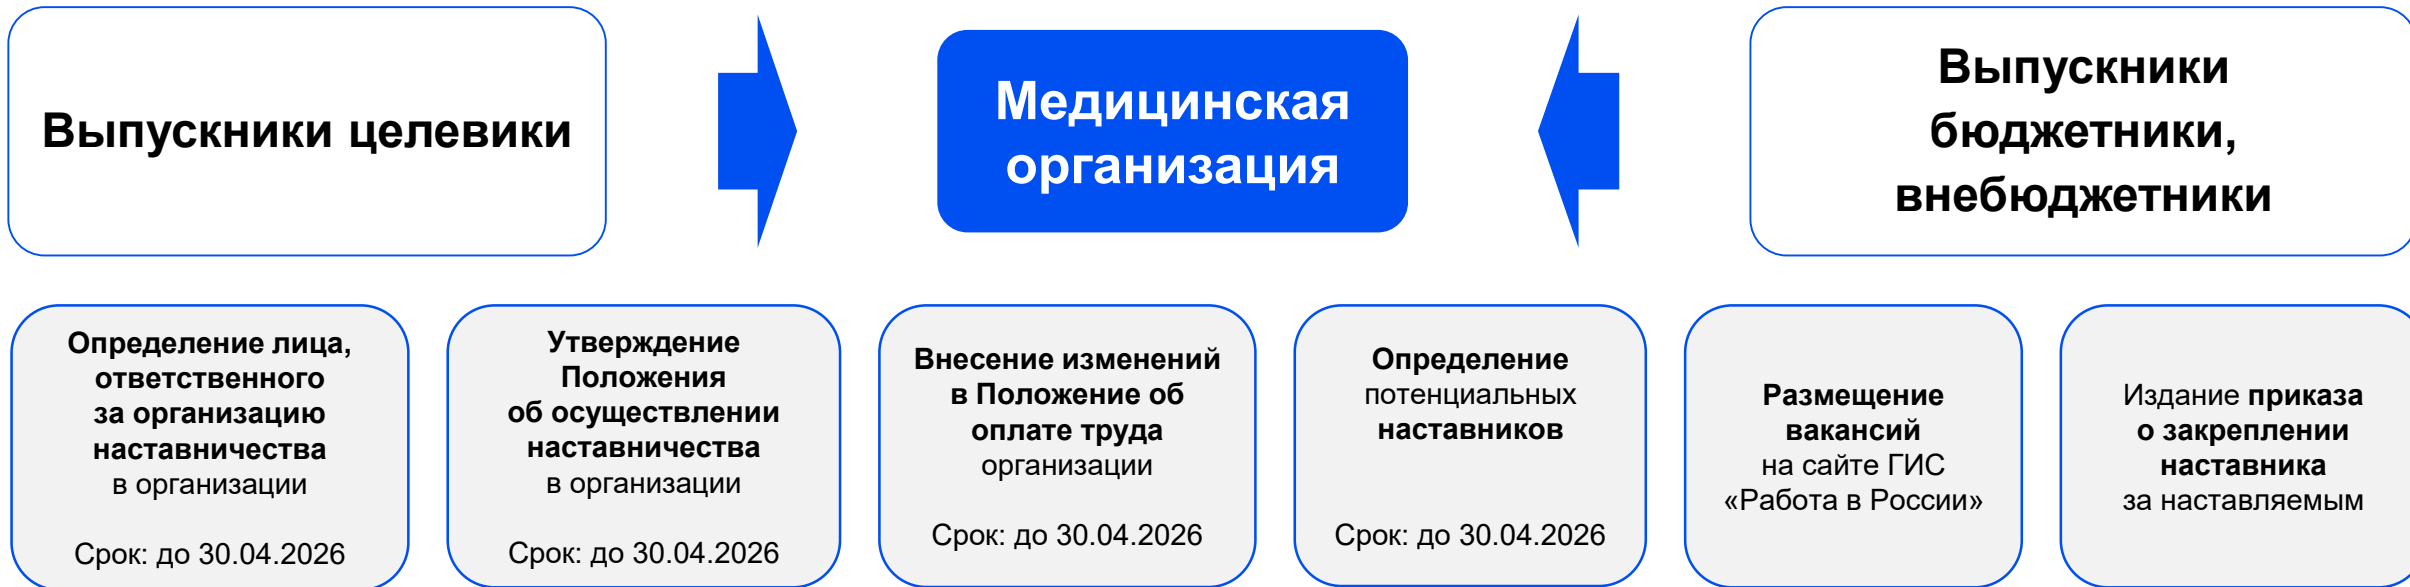 Выпускники целевики
Медицинская
организация
Выпускники
бюджетники,
внебюджетники
Определение лица,
ответственного
за организацию
наставничества
в организации
Срок: до 30.04.2026
Утверждение
Положения
об осуществлении
наставничества
в организации
Срок: до 30.04.2026
Внесение изменений
в Положение об
оплате труда
организации
Срок: до 30.04.2026
Определение
потенциальных
наставников
Срок: до 30.04.2026
Размещение
вакансий
на сайте ГИС
«Работа в России»
Издание приказа
о закреплении
наставника
за наставляемым